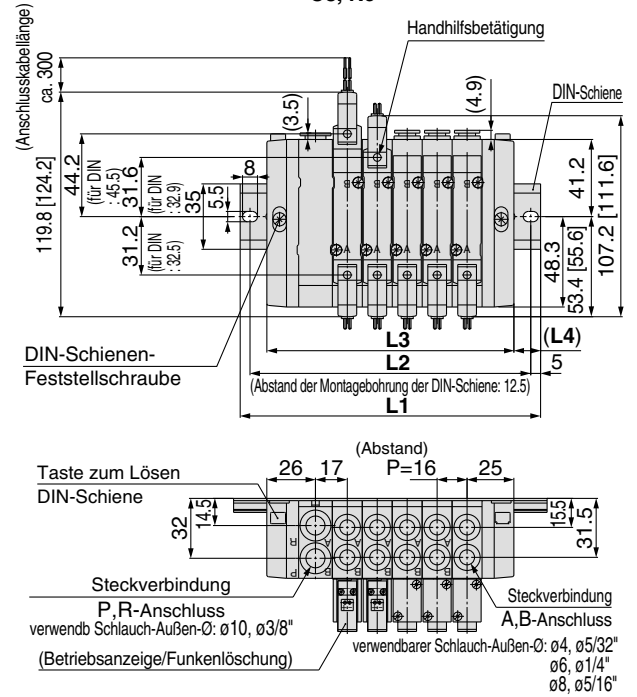 Handhilfsbetätigung
(Anschlusskabellänge)
ca. 300
(3.5)
(4.9)
DIN-Schiene
119.8 [124.2]
44.2
(für DIN
: 45.5)
31.6
(für DIN
: 32.9)
31.2
(für DIN
: 32.5)
8
5.5
35
B B B B B
A A A A A
41.2
48.3
53.4 [55.6]
107.2 [111.6]
DIN-Schienen-
Feststellschraube
L3
(L4)
L2
5
(Abstand der Montagebohrung der DIN-Schiene: 12.5)
L1
(Abstand)
26
17
P=16
25
Taste zum Lösen
DIN-Schiene
32
14.5
15.5
31.5
R A A A A A
P B B B B B
Steckverbindung
P,R-Anschluss
verwendb Schlauch-Außen-Ø: ø10, ø3/8"
(Betriebsanzeige/Funkenlöschung)
Steckverbindung
A,B-Anschluss
verwendbarer Schlauch-Außen-Ø: ø4, ø5/32"
ø6, ø1/4"
ø8, ø5/16"